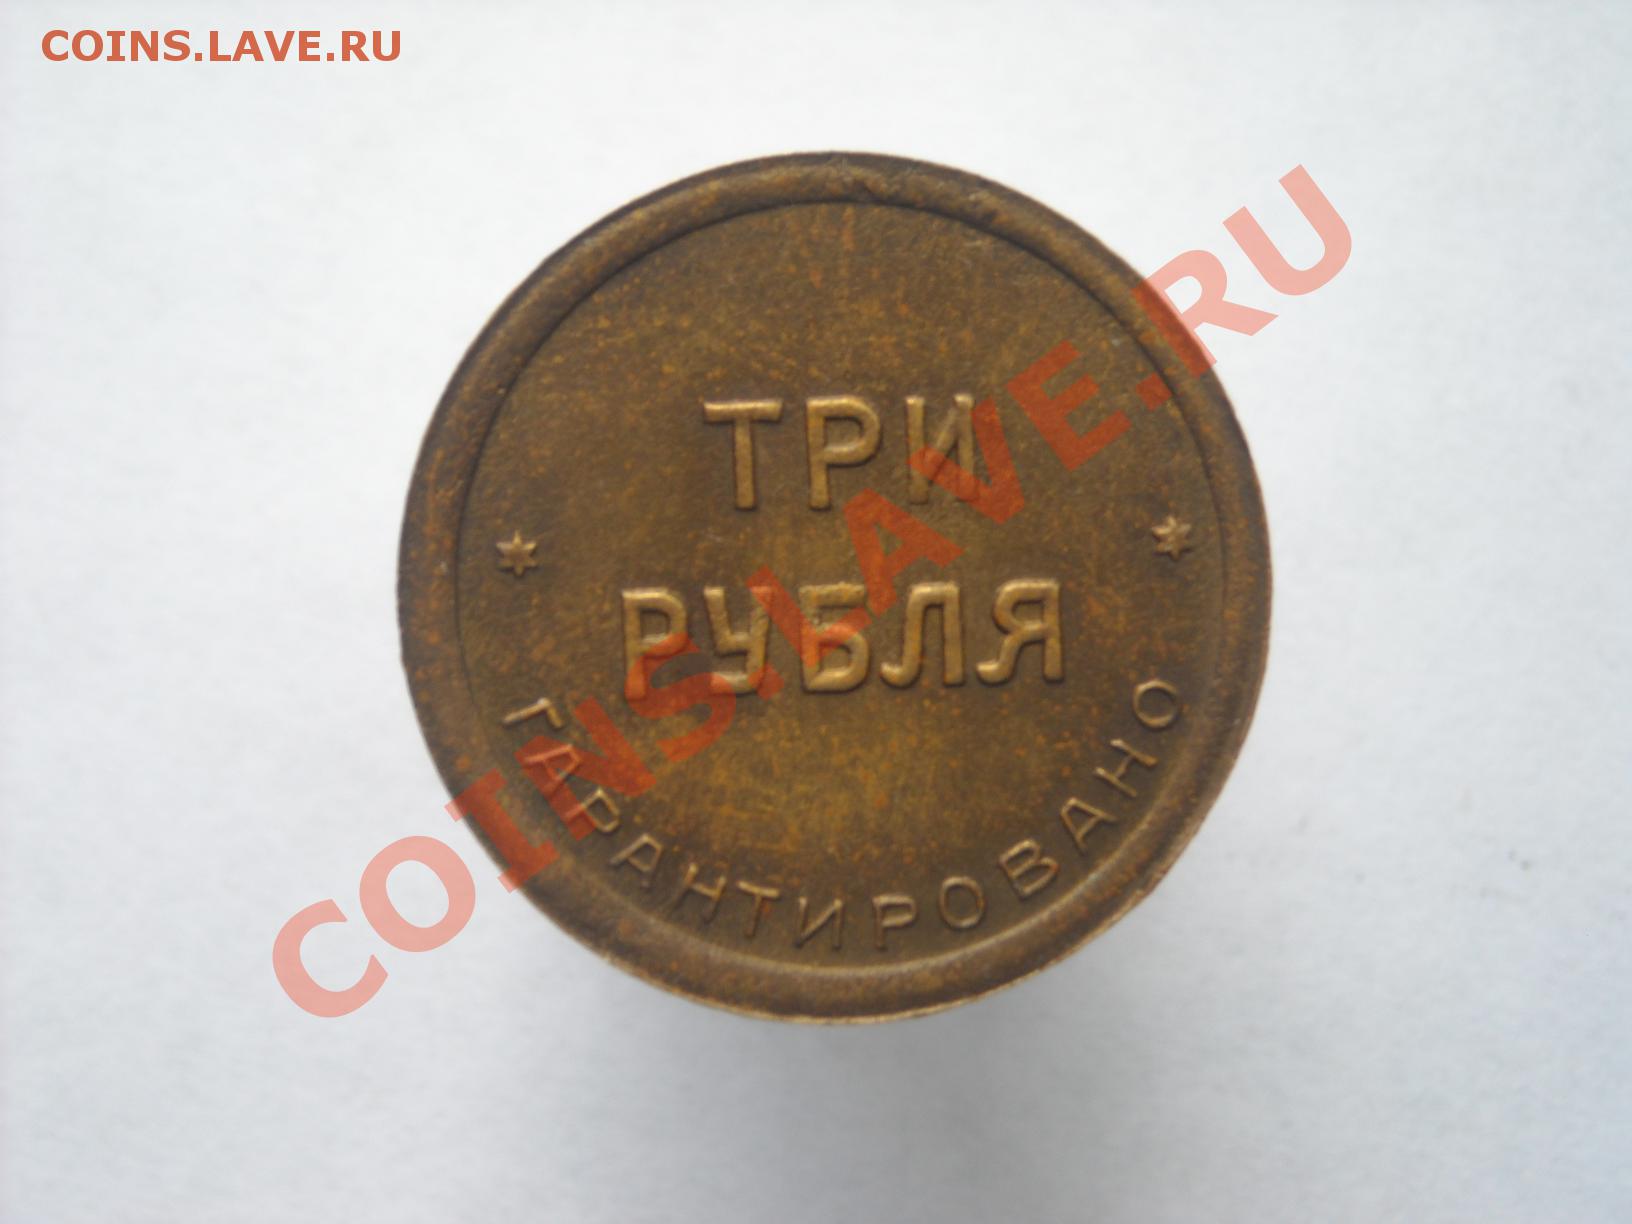 COINS.LAVE.RU
ТРИ
РУБЛЯ
ГАРАНТИРОВАНО
COINS.LAVE.RU